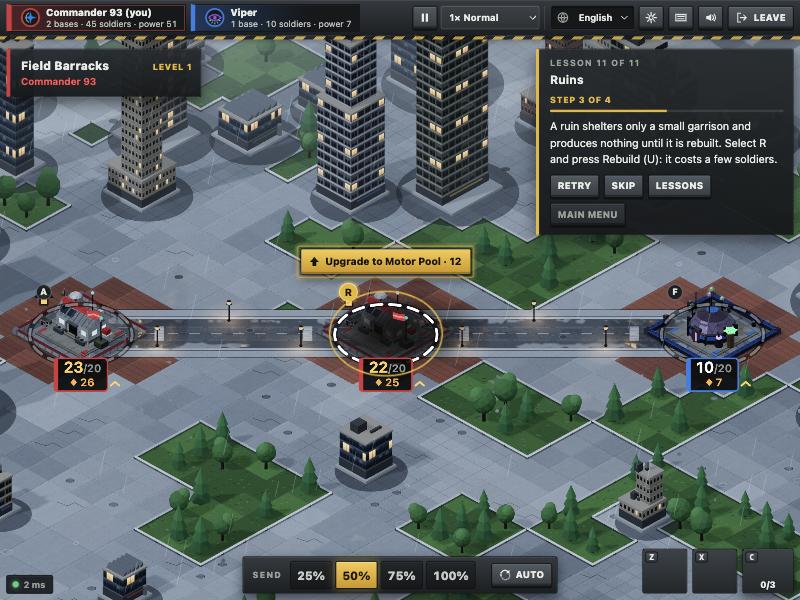 Commander 93 (you)
2 bases · 45 soldiers · power 51
Viper
1 base · 10 soldiers · power 7
1x Normal
English
LEAVE
Field Barracks
LEVEL 1
Commander 93
LESSON 11 OF 11
Ruins
STEP 3 OF 4
A ruin shelters only a small garrison and
produces nothing until it is rebuilt. Select R
and press Rebuild (U): it costs a few soldiers.
RETRY
SKIP
LESSONS
MAIN MENU
Upgrade to Motor Pool · 12
A
R
F
23/20
26
22/20
25
10/20
7
SEND
25%
50%
75%
100%
AUTO
Z
X
C
0/3
2 ms